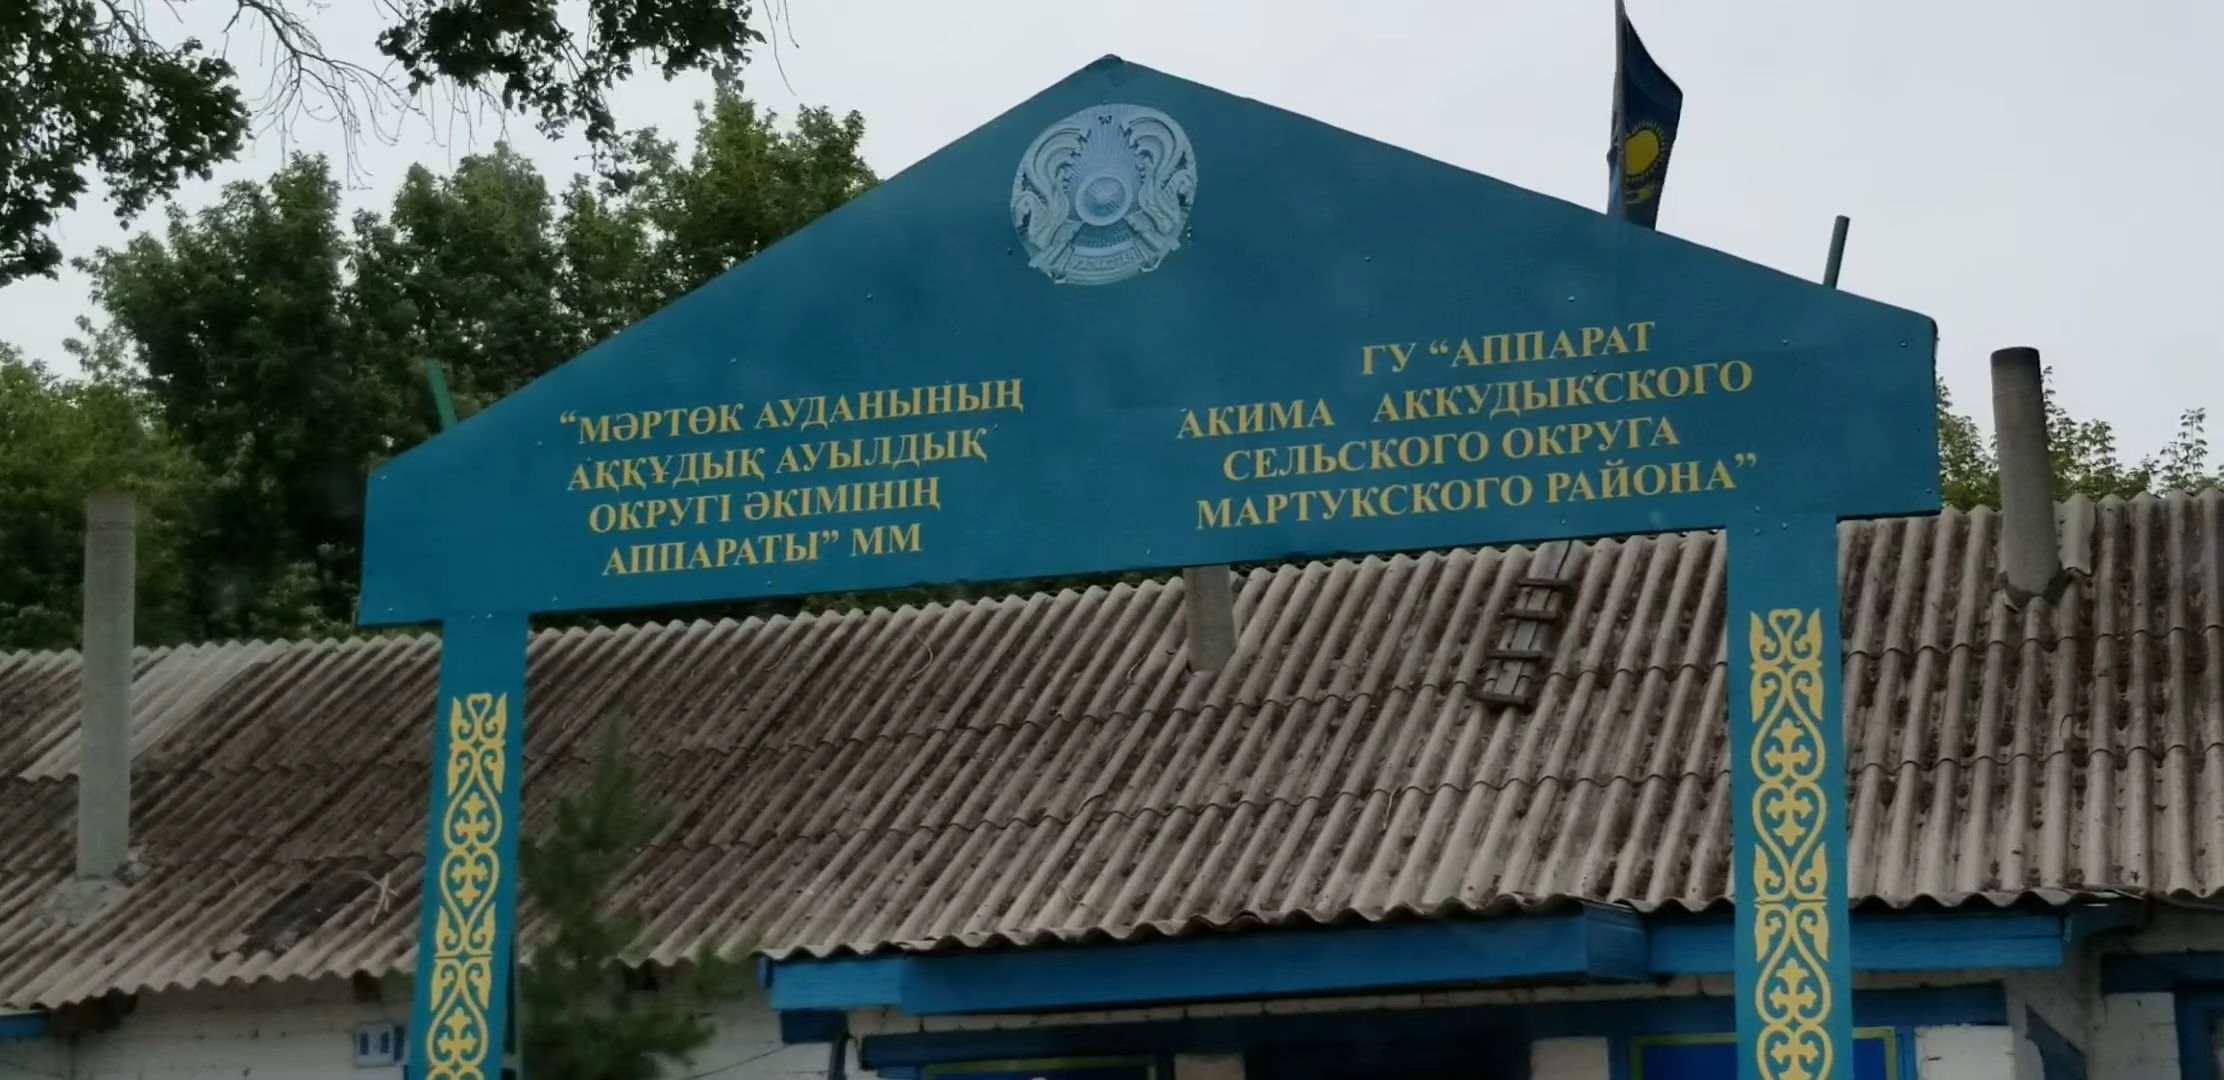 “МӘРТӨК АУДАНЫНЫҢ
АҚҚҰДЫҚ АУЫЛДЫҚ
ОКРУГІ ӘКІМІНІҢ
АППАРАТЫ” ММ
ГУ “АППАРАТ
АКИМА АККУДЫКСКОГО
СЕЛЬСКОГО ОКРУГА
МАРТУКСКОГО РАЙОНА”